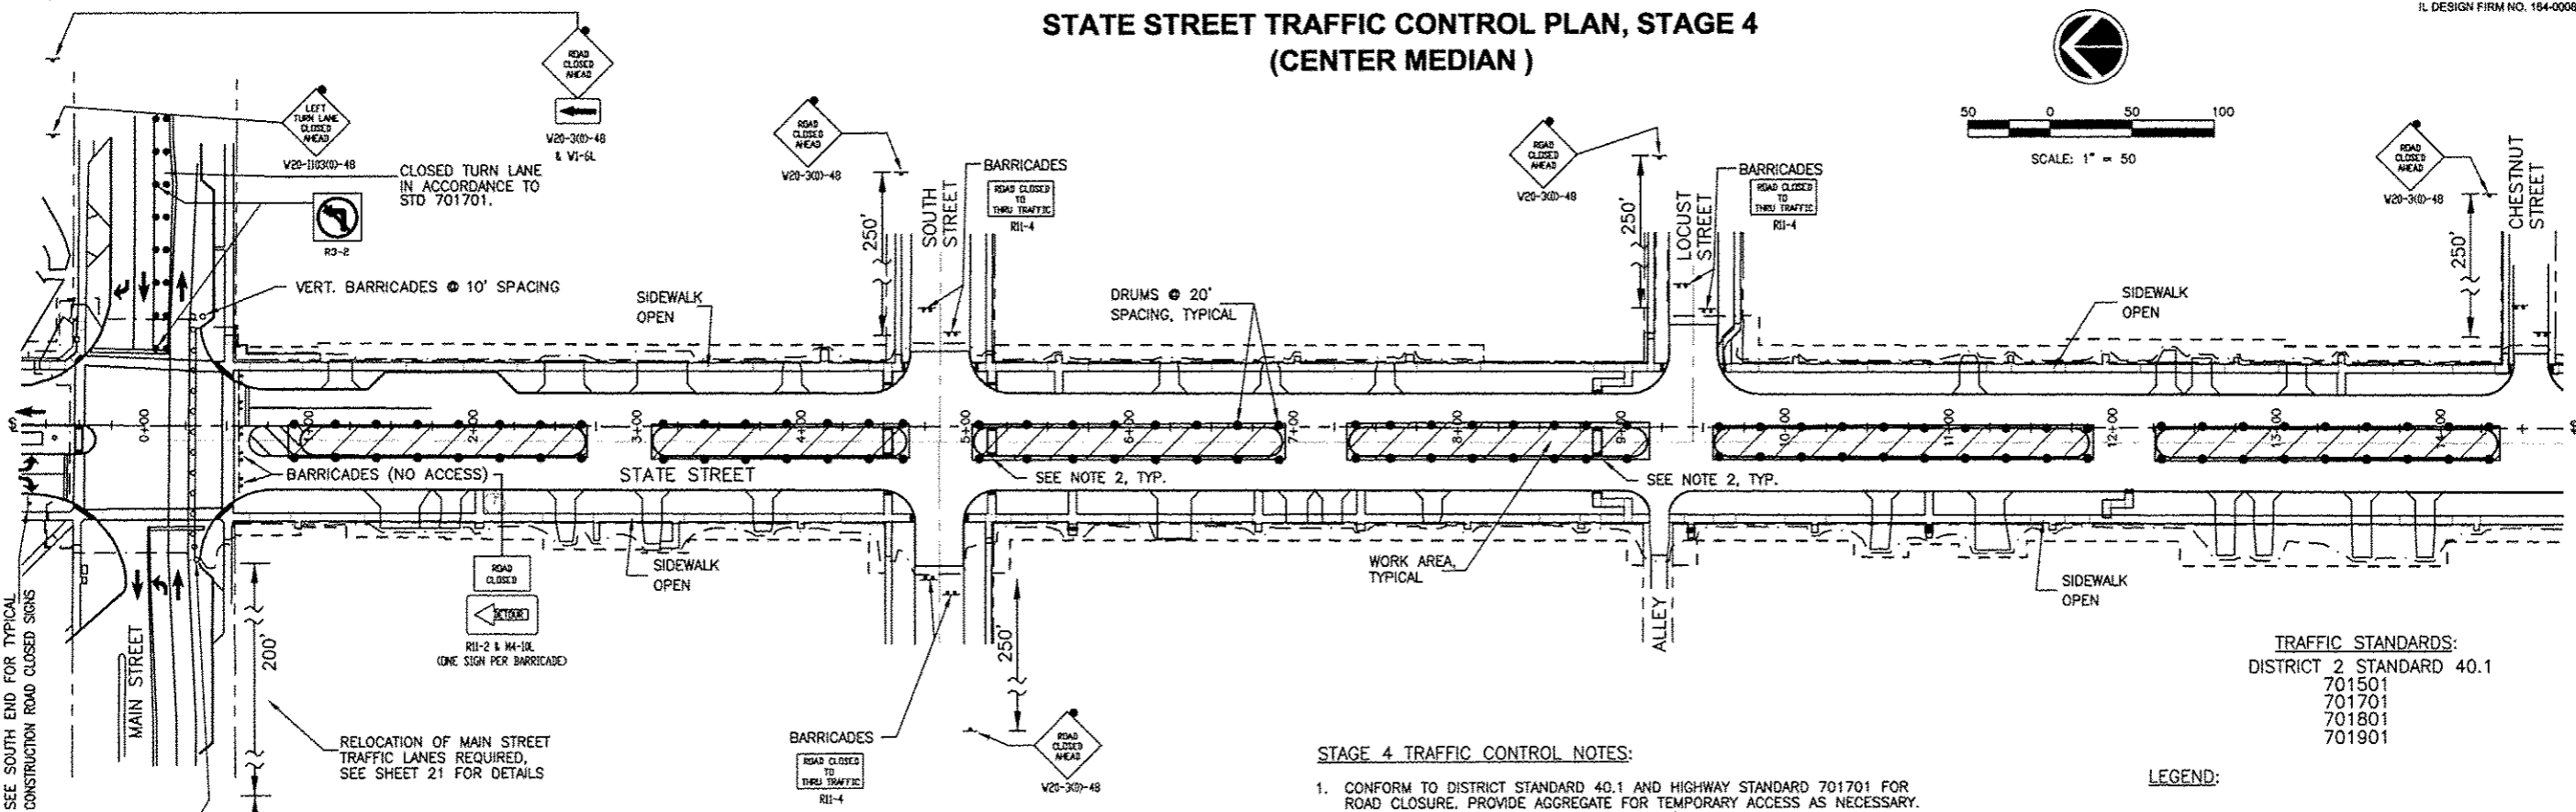 STATE STREET TRAFFIC CONTROL PLAN, STAGE 4
(CENTER MEDIAN )
IL DESIGN FIRM NO. 184-0008
ROAD
CLOSED
AHEAD
W20-3(O)-48
& W1-6L
LEFT
TURN LANE
CLOSED
AHEAD
W20-1103(O)-48
CLOSED TURN LANE
IN ACCORDANCE TO
STD 701701.
R3-2
VERT. BARRICADES @ 10' SPACING
SIDEWALK
OPEN
ROAD
CLOSED
AHEAD
W20-3(O)-48
250'
SOUTH
STREET
BARRICADES
ROAD CLOSED
TO
THRU TRAFFIC
R11-4
DRUMS @ 20'
SPACING, TYPICAL
ROAD
CLOSED
AHEAD
W20-3(O)-48
250'
LOCUST
STREET
BARRICADES
ROAD CLOSED
TO
THRU TRAFFIC
R11-4
50 0 50 100
SCALE: 1" = 50
SIDEWALK
OPEN
ROAD
CLOSED
AHEAD
W20-3(O)-48
250'
CHESTNUT
STREET
0+00
1+00
2+00
3+00
4+00
5+00
6+00
7+00
8+00
9+00
10+00
11+00
12+00
13+00
14+00
BARRICADES (NO ACCESS)
STATE STREET
SEE NOTE 2, TYP.
SEE NOTE 2, TYP.
ROAD
CLOSED
DETOUR
R11-2 & M4-10L
(ONE SIGN PER BARRICADE)
SIDEWALK
OPEN
WORK AREA,
TYPICAL
ALLEY
SIDEWALK
OPEN
SEE SOUTH END FOR TYPICAL
CONSTRUCTION ROAD CLOSED SIGNS
MAIN STREET
200'
RELOCATION OF MAIN STREET
TRAFFIC LANES REQUIRED,
SEE SHEET 21 FOR DETAILS
BARRICADES
ROAD CLOSED
TO
THRU TRAFFIC
R11-4
250'
ROAD
CLOSED
AHEAD
W20-3(O)-48
STAGE 4 TRAFFIC CONTROL NOTES:
1. CONFORM TO DISTRICT STANDARD 40.1 AND HIGHWAY STANDARD 701701 FOR
ROAD CLOSURE. PROVIDE AGGREGATE FOR TEMPORARY ACCESS AS NECESSARY.
TRAFFIC STANDARDS:
DISTRICT 2 STANDARD 40.1
701501
701701
701801
701901
LEGEND: